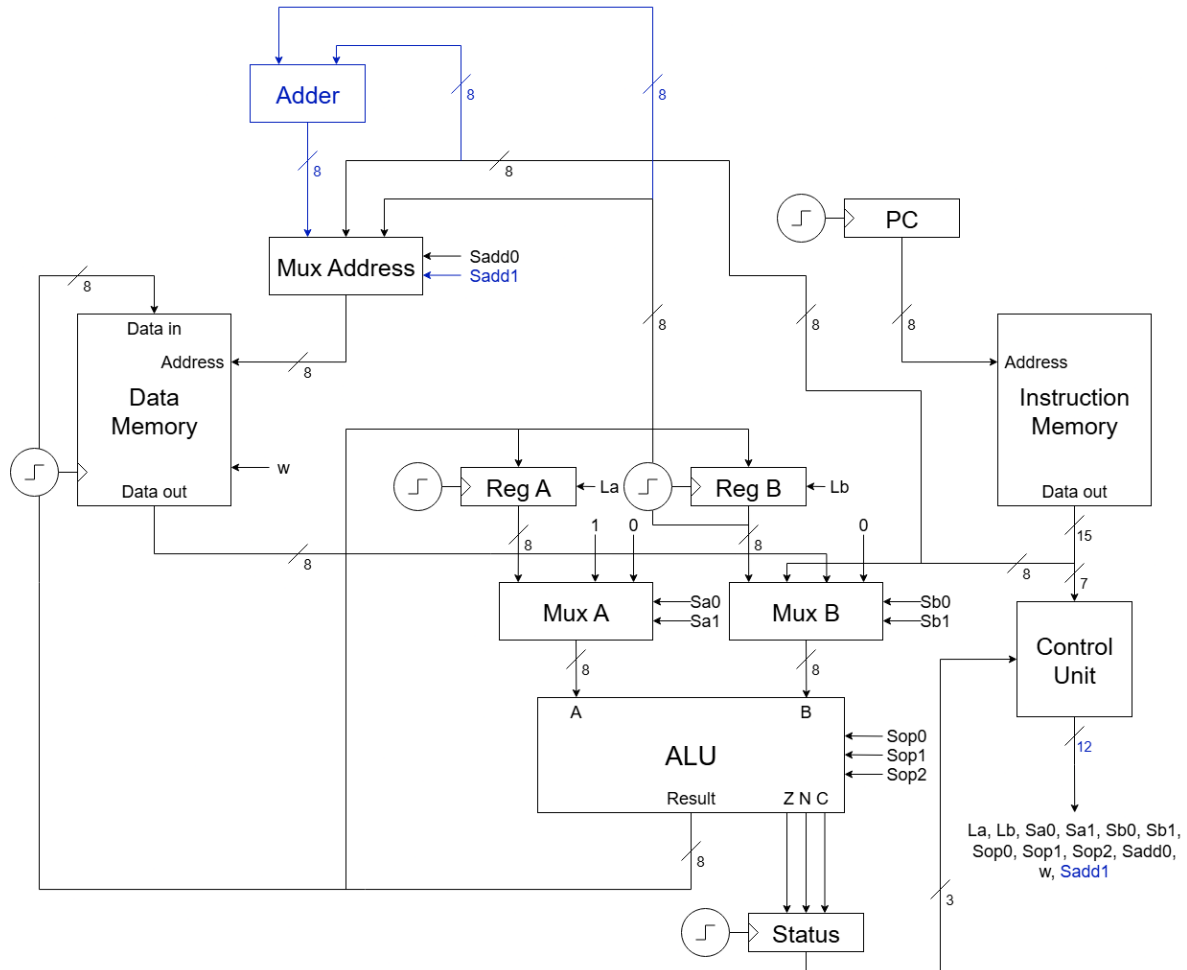 8
8
Adder
8
8
PC
Mux Address
Sadd0
Sadd1
8
8
8
8
Data in
Address
8
Data
Memory
Address
Instruction
Memory
w
Data out
Reg A
La
Reg B
Lb
Data out
15
1
0
0
8
8
8
8
7
Mux A
Sa0
Sa1
Mux B
Sb0
Sb1
Control
Unit
8
8
A
B
12
ALU
Sop0
Sop1
Sop2
Result
Z N C
La, Lb, Sa0, Sa1, Sb0, Sb1,
Sop0, Sop1, Sop2, Sadd0,
w, Sadd1
8
3
Status